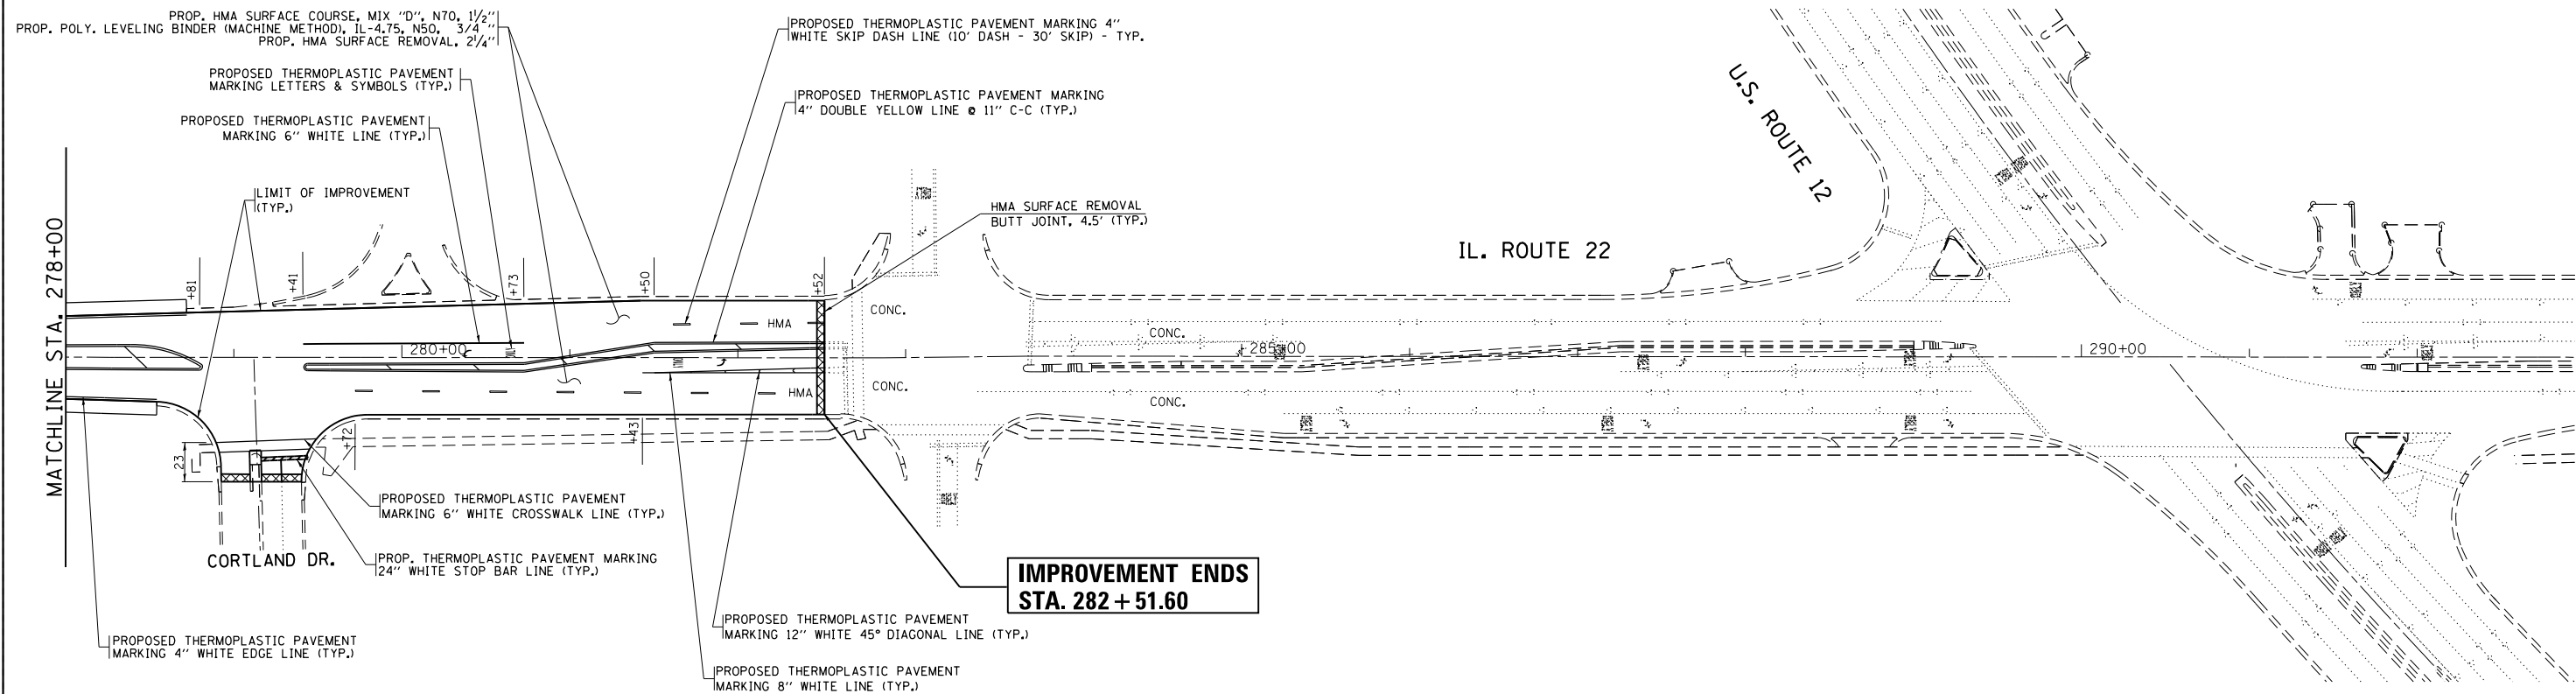 PROP. HMA SURFACE COURSE, MIX "D", N70, 1½"
PROP. POLY. LEVELING BINDER (MACHINE METHOD), IL-4.75, N50, 3/4"
PROP. HMA SURFACE REMOVAL, 2¼"
PROPOSED THERMOPLASTIC PAVEMENT MARKING 4"
WHITE SKIP DASH LINE (10' DASH - 30' SKIP) - TYP.
PROPOSED THERMOPLASTIC PAVEMENT
MARKING LETTERS & SYMBOLS (TYP.)
PROPOSED THERMOPLASTIC PAVEMENT MARKING
4" DOUBLE YELLOW LINE @ 11" C-C (TYP.)
PROPOSED THERMOPLASTIC PAVEMENT
MARKING 6" WHITE LINE (TYP.)
LIMIT OF IMPROVEMENT
(TYP.)
HMA SURFACE REMOVAL
BUTT JOINT, 4.5' (TYP.)
U.S. ROUTE 12
IL. ROUTE 22
MATCHLINE STA. 278+00
+81
+41
+73
+50
+52
CONC.
HMA
CONC.
280+00
285+00
290+00
CONC.
HMA
CONC.
+72
+43
23
PROPOSED THERMOPLASTIC PAVEMENT
MARKING 6" WHITE CROSSWALK LINE (TYP.)
CORTLAND DR.
PROP. THERMOPLASTIC PAVEMENT MARKING
24" WHITE STOP BAR LINE (TYP.)
IMPROVEMENT ENDS
STA. 282+51.60
PROPOSED THERMOPLASTIC PAVEMENT
MARKING 12" WHITE 45° DIAGONAL LINE (TYP.)
PROPOSED THERMOPLASTIC PAVEMENT
MARKING 4" WHITE EDGE LINE (TYP.)
PROPOSED THERMOPLASTIC PAVEMENT
MARKING 8" WHITE LINE (TYP.)